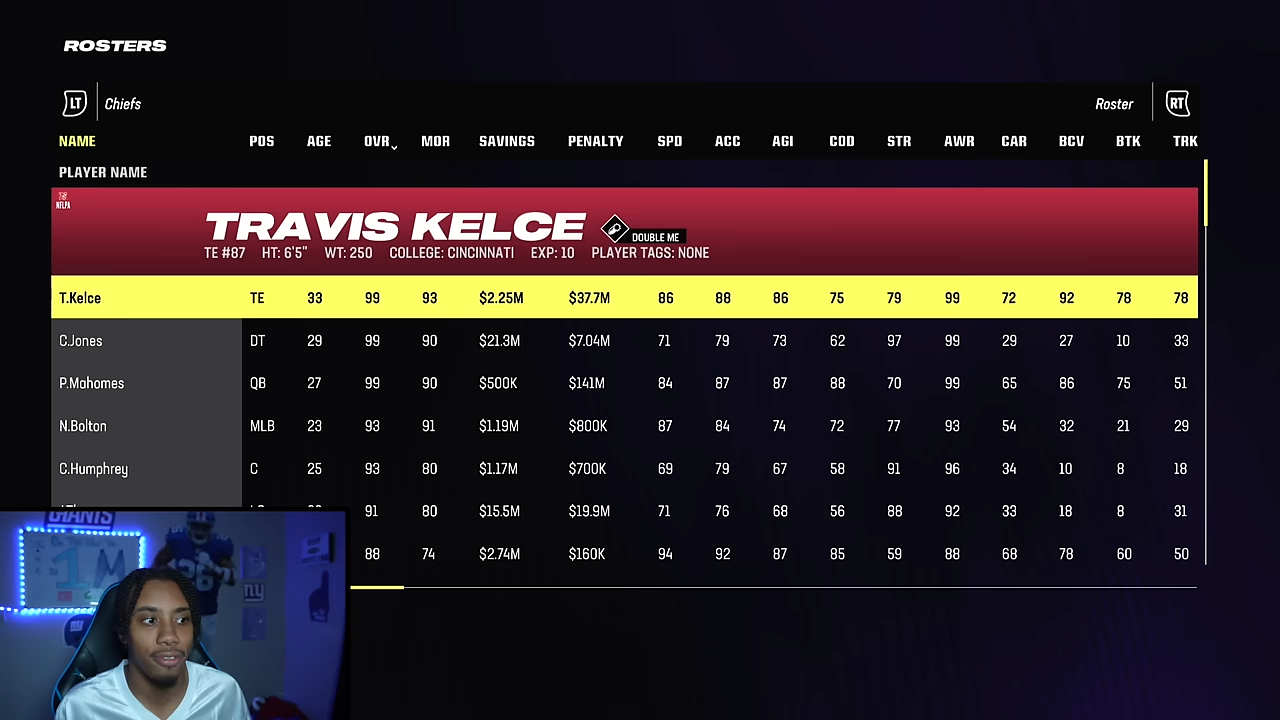 ROSTERS
LT Chiefs Roster RT
NAME POS AGE OVR MOR SAVINGS PENALTY SPD ACC AGI COD STR AWR CAR BCV BTK TRK
PLAYER NAME
NFLPA
TRAVIS KELCE DOUBLE ME
TE #87 HT: 6'5" WT: 250 COLLEGE: CINCINNATI EXP: 10 PLAYER TAGS: NONE
T.Kelce TE 33 99 93 $2.25M $37.7M 86 88 86 75 79 99 72 92 78 78
C.Jones DT 29 99 90 $21.3M $7.04M 71 79 73 62 97 99 29 27 10 33
P.Mahomes QB 27 99 90 $500K $141M 84 87 87 88 70 99 65 86 75 51
N.Bolton MLB 23 93 91 $1.19M $800K 87 84 74 72 77 93 54 32 21 29
C.Humphrey C 25 93 80 $1.17M $700K 69 79 67 58 91 96 34 10 8 18
91 80 $15.5M $19.9M 71 76 68 56 88 92 33 18 8 31
88 74 $2.74M $160K 94 92 87 85 59 88 68 78 60 50
GIANTS
1M
ny